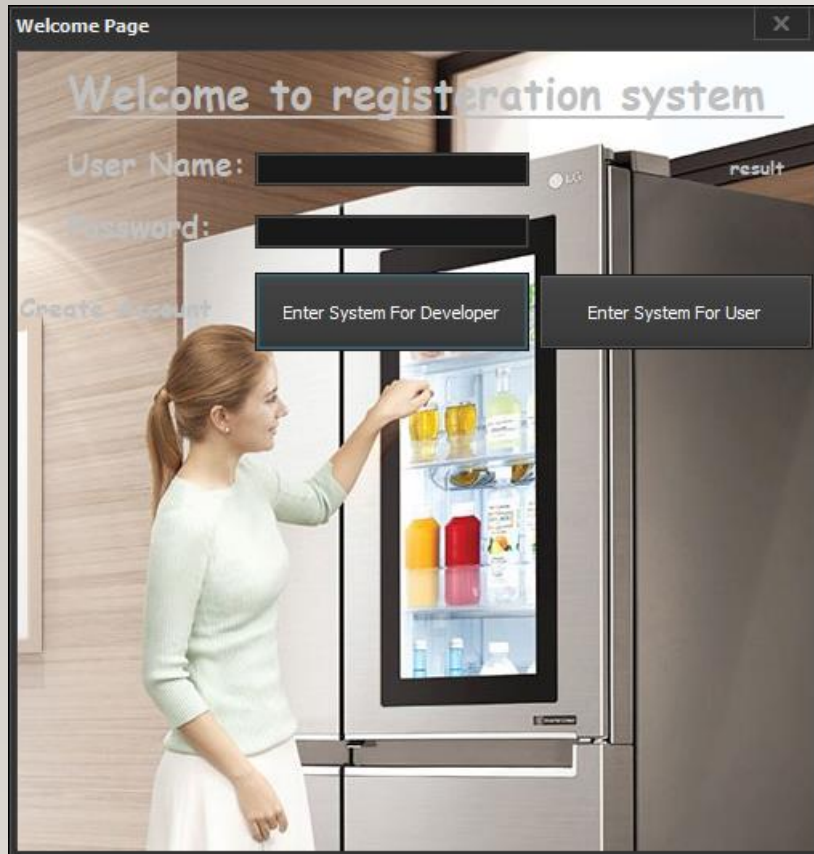 Welcome Page
Welcome to registeration system
User Name:
result
Password:
Create Account
Enter System For Developer
Enter System For User
LG